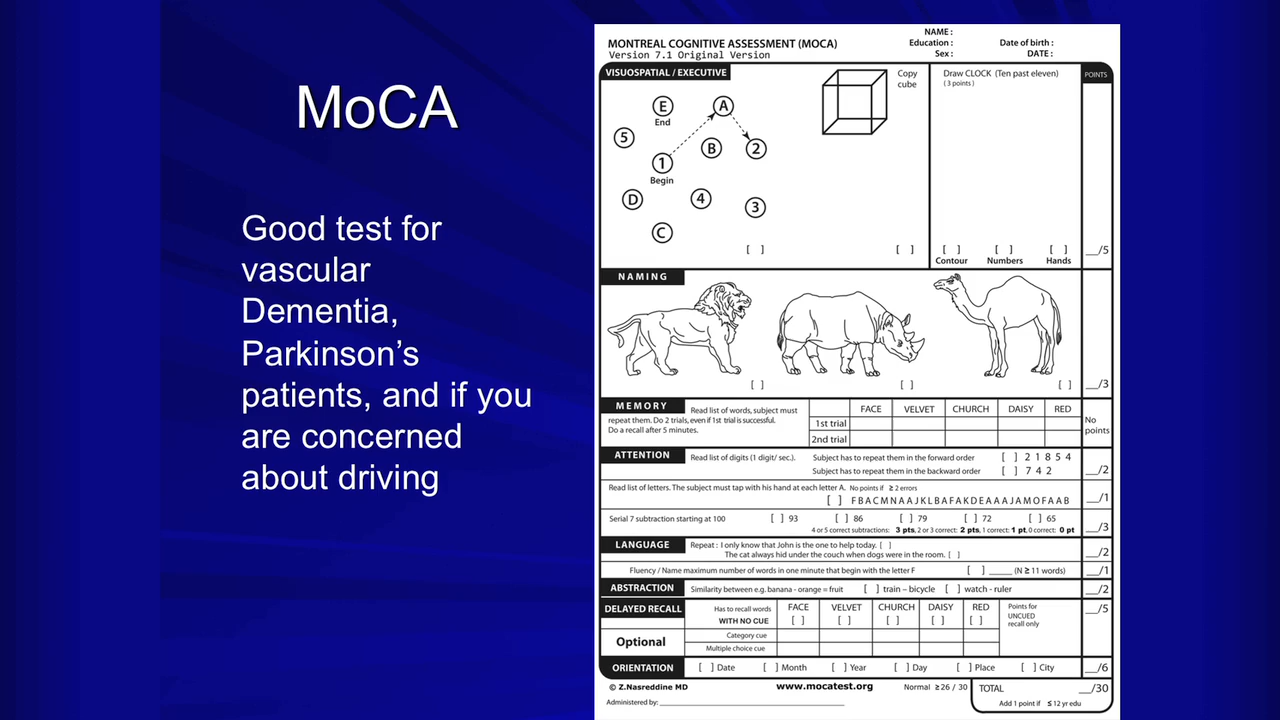 MoCA
Good test for
vascular
Dementia,
Parkinson's
patients, and if you
are concerned
about driving
MONTREAL COGNITIVE ASSESSMENT (MOCA)
Version 7.1 Original Version
NAME :
Education :
Sex :
Date of birth :
DATE :
VISUOSPATIAL / EXECUTIVE
Copy
cube
Draw CLOCK (Ten past eleven)
( 3 points )
POINTS
E
End
A
5
B
2
1
Begin
D
4
3
C
[ ]
[ ]
[ ] [ ] [ ]
Contour Numbers Hands
__/5
NAMING
[ ] [ ] [ ] __/3
MEMORY
Read list of words, subject must
repeat them. Do 2 trials, even if 1st trial is successful.
Do a recall after 5 minutes.
FACE VELVET CHURCH DAISY RED
1st trial
2nd trial
No
points
ATTENTION
Read list of digits (1 digit/ sec.).
Subject has to repeat them in the forward order [ ] 2 1 8 5 4
Subject has to repeat them in the backward order [ ] 7 4 2
__/2
Read list of letters. The subject must tap with his hand at each letter A. No points if ≥ 2 errors
[ ] F B A C M N A A J K L B A F A K D E A A A J A M O F A A B
__/1
Serial 7 subtraction starting at 100 [ ] 93 [ ] 86 [ ] 79 [ ] 72 [ ] 65
4 or 5 correct subtractions: 3 pts, 2 or 3 correct: 2 pts, 1 correct: 1 pt, 0 correct: 0 pt
__/3
LANGUAGE
Repeat : I only know that John is the one to help today. [ ]
The cat always hid under the couch when dogs were in the room. [ ]
__/2
Fluency / Name maximum number of words in one minute that begin with the letter F [ ] _____ (N ≥ 11 words) __/1
ABSTRACTION Similarity between e.g. banana - orange = fruit [ ] train – bicycle [ ] watch - ruler __/2
DELAYED RECALL
Has to recall words
WITH NO CUE
FACE VELVET CHURCH DAISY RED
[ ] [ ] [ ] [ ] [ ]
Points for
UNCUED
recall only
__/5
Optional
Category cue
Multiple choice cue
ORIENTATION [ ] Date [ ] Month [ ] Year [ ] Day [ ] Place [ ] City __/6
© Z.Nasreddine MD www.mocatest.org Normal ≥ 26 / 30
TOTAL __/30
Administered by: ____________________
Add 1 point if ≤ 12 yr edu